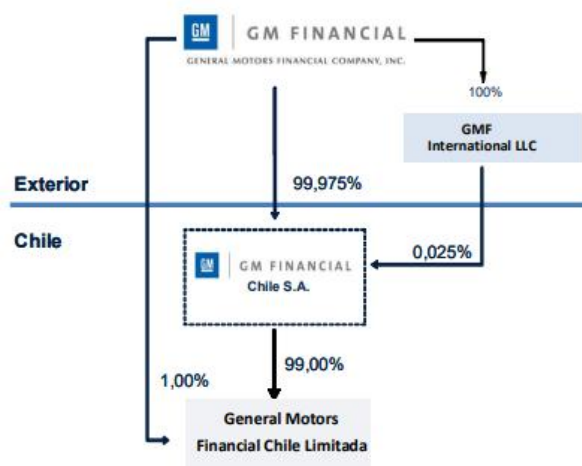 GM GM FINANCIAL
GENERAL MOTORS FINANCIAL COMPANY, INC.
100%
GMF
International LLC
Exterior
99,975%
Chile
0,025%
GM GM FINANCIAL
Chile S.A.
99,00%
1,00%
General Motors
Financial Chile Limitada